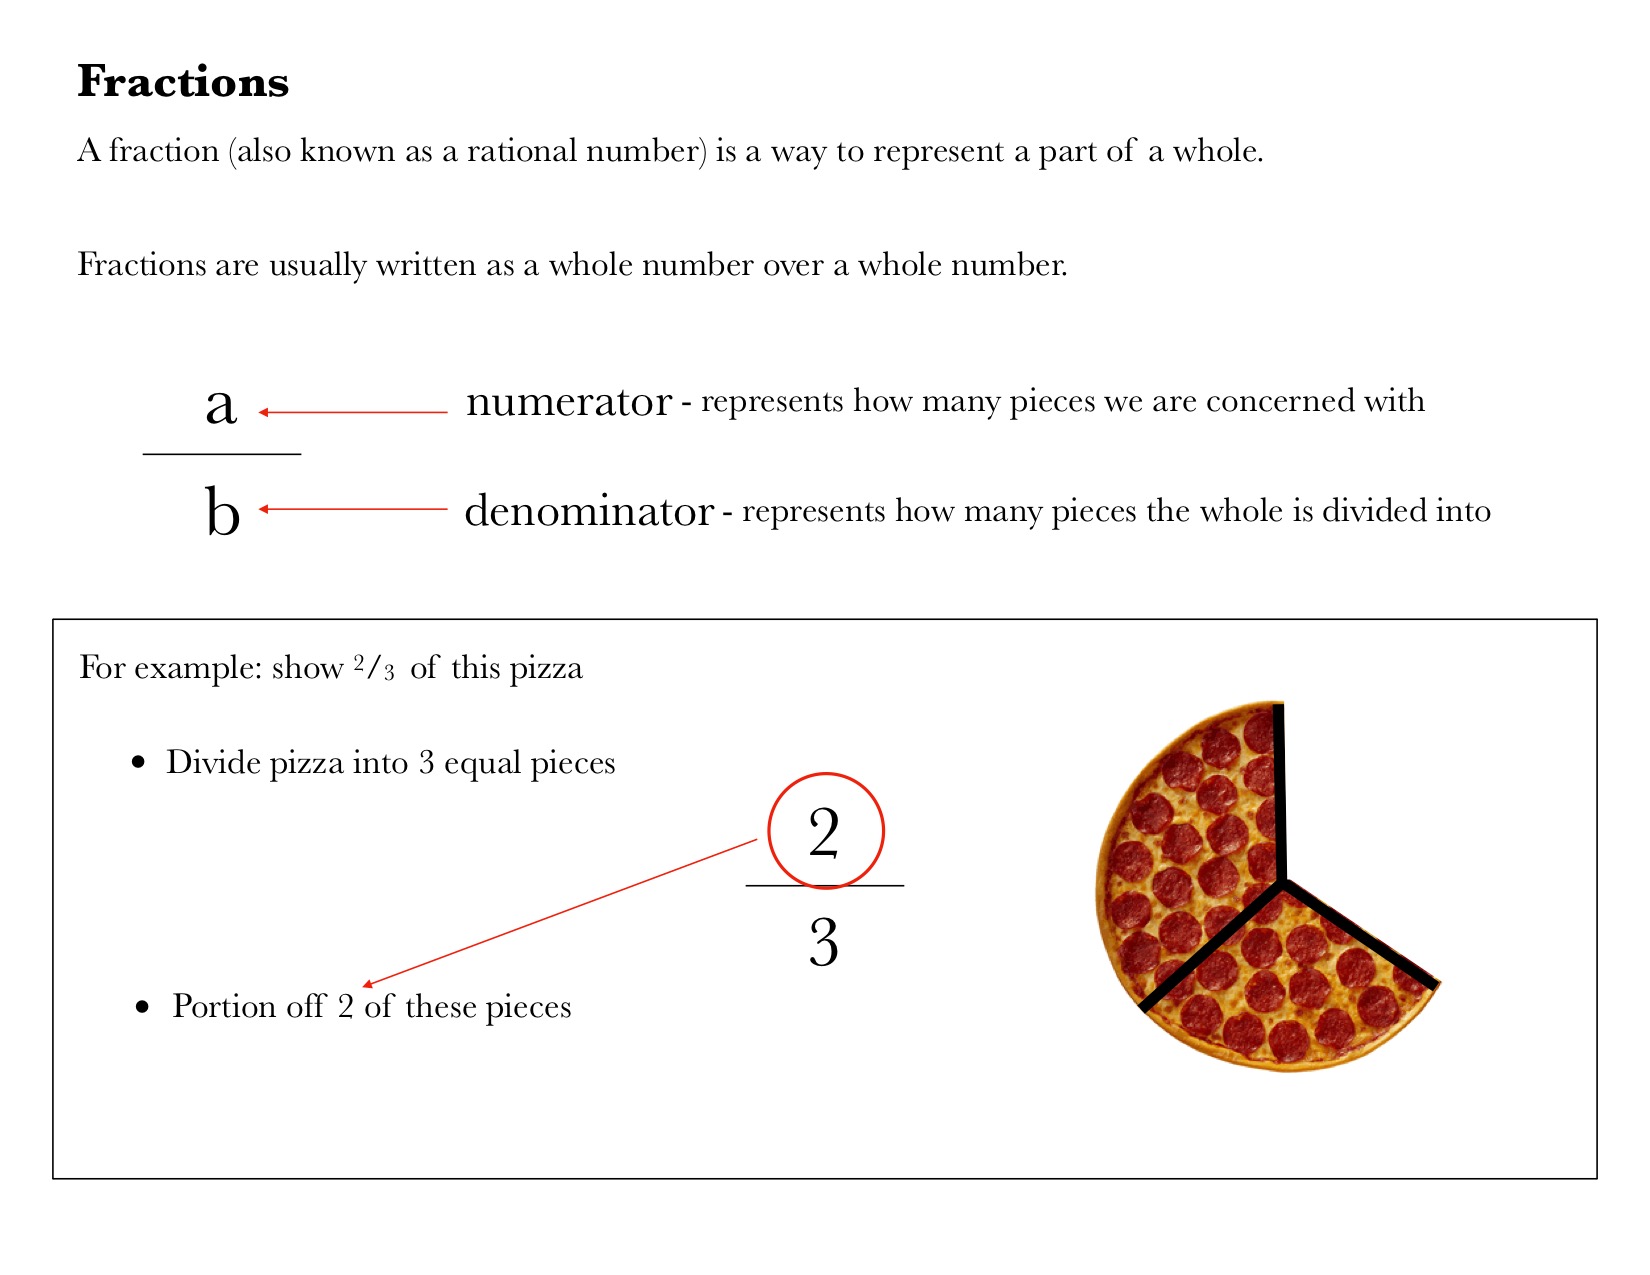 Fractions
A fraction (also known as a rational number) is a way to represent a part of a whole.
Fractions are usually written as a whole number over a whole number.
a
numerator - represents how many pieces we are concerned with
b
denominator - represents how many pieces the whole is divided into
For example: show 2/3 of this pizza
• Divide pizza into 3 equal pieces
2
3
• Portion off 2 of these pieces